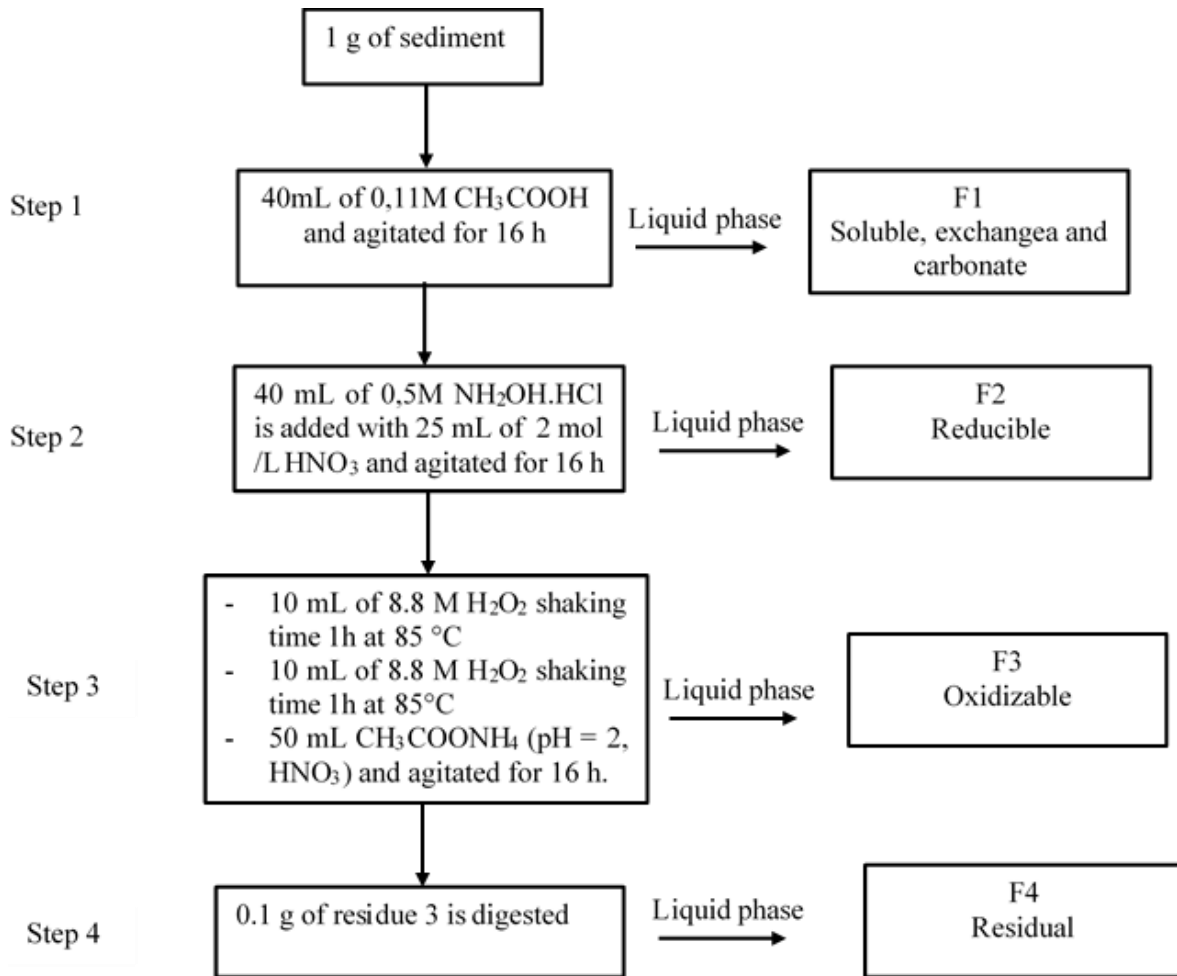 1 g of sediment
Step 1
40mL of 0,11M CH₃COOH
and agitated for 16 h
Liquid phase
F1
Soluble, exchangea and
carbonate
Step 2
40 mL of 0,5M NH₂OH.HCl
is added with 25 mL of 2 mol
/L HNO₃ and agitated for 16 h
Liquid phase
F2
Reducible
Step 3
- 10 mL of 8.8 M H₂O₂ shaking
time 1h at 85 °C
- 10 mL of 8.8 M H₂O₂ shaking
time 1h at 85°C
- 50 mL CH₃COONH₄ (pH = 2,
HNO₃) and agitated for 16 h.
Liquid phase
F3
Oxidizable
Step 4
0.1 g of residue 3 is digested
Liquid phase
F4
Residual